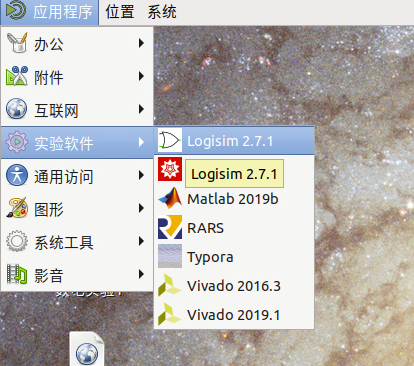 应用程序 位置 系统
办公
附件
互联网
实验软件
通用访问
图形
系统工具
影音
Logisim 2.7.1
Logisim 2.7.1
Matlab 2019b
RARS
Typora
Vivado 2016.3
Vivado 2019.1